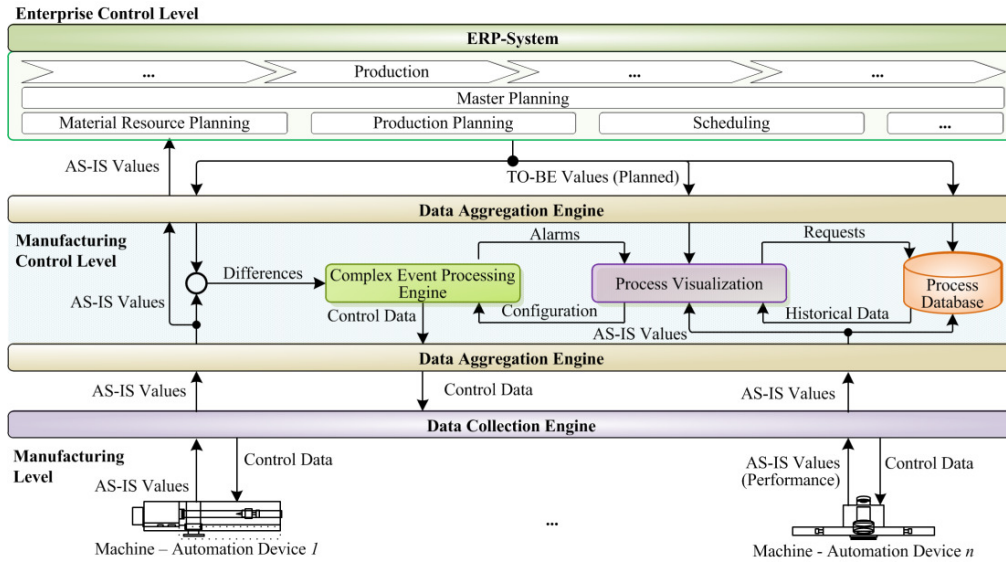 Enterprise Control Level
ERP-System
... Production ... ...
Master Planning
Material Resource Planning Production Planning Scheduling ...
AS-IS Values
TO-BE Values (Planned)
Data Aggregation Engine
Manufacturing
Control Level
Alarms
Requests
Differences
Complex Event Processing
Engine
Process Visualization
Process
Database
AS-IS Values
Control Data
Configuration
AS-IS Values
Historical Data
Data Aggregation Engine
AS-IS Values
Control Data
AS-IS Values
Data Collection Engine
Manufacturing
Level
Control Data
AS-IS Values
AS-IS Values
(Performance)
Control Data
...
Machine – Automation Device 1
Machine - Automation Device n